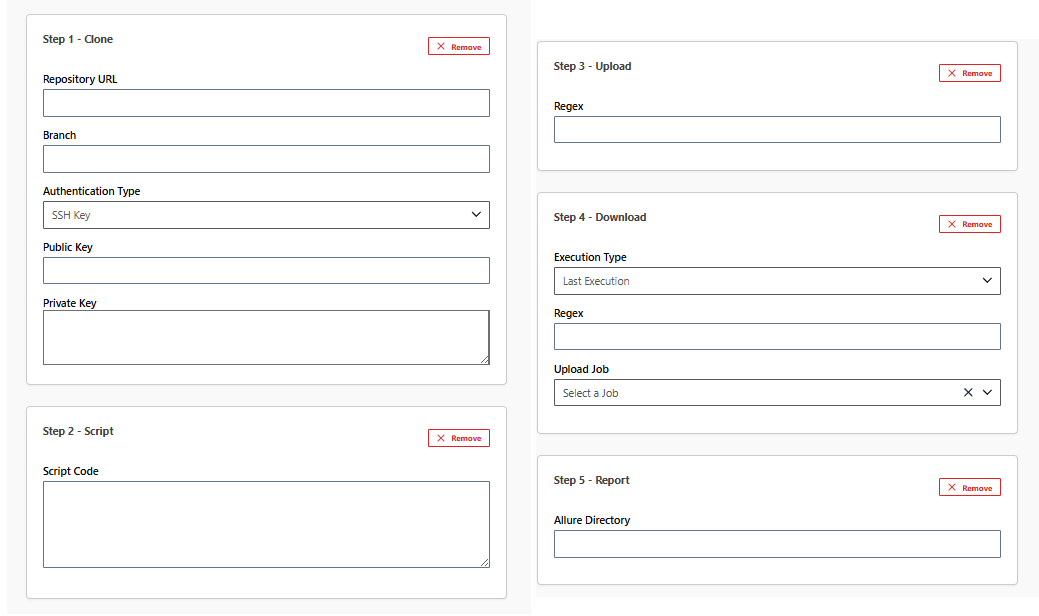 Step 1 - Clone
Remove
Repository URL
Branch
Authentication Type
SSH Key
Public Key
Private Key
Step 2 - Script
Remove
Script Code
Step 3 - Upload
Remove
Regex
Step 4 - Download
Remove
Execution Type
Last Execution
Regex
Upload Job
Select a Job
Step 5 - Report
Remove
Allure Directory